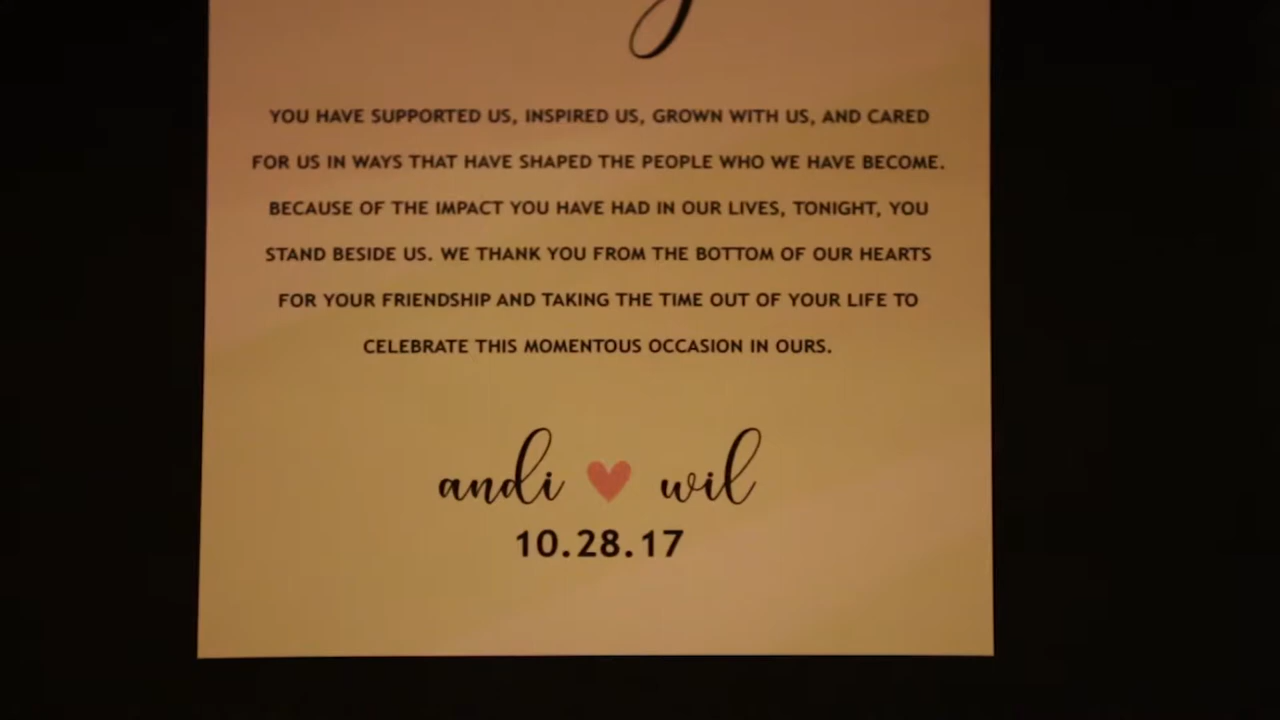 YOU HAVE SUPPORTED US, INSPIRED US, GROWN WITH US, AND CARED
FOR US IN WAYS THAT HAVE SHAPED THE PEOPLE WHO WE HAVE BECOME.
BECAUSE OF THE IMPACT YOU HAVE HAD IN OUR LIVES, TONIGHT, YOU
STAND BESIDE US. WE THANK YOU FROM THE BOTTOM OF OUR HEARTS
FOR YOUR FRIENDSHIP AND TAKING THE TIME OUT OF YOUR LIFE TO
CELEBRATE THIS MOMENTOUS OCCASION IN OURS.
andi ♥ wil
10.28.17